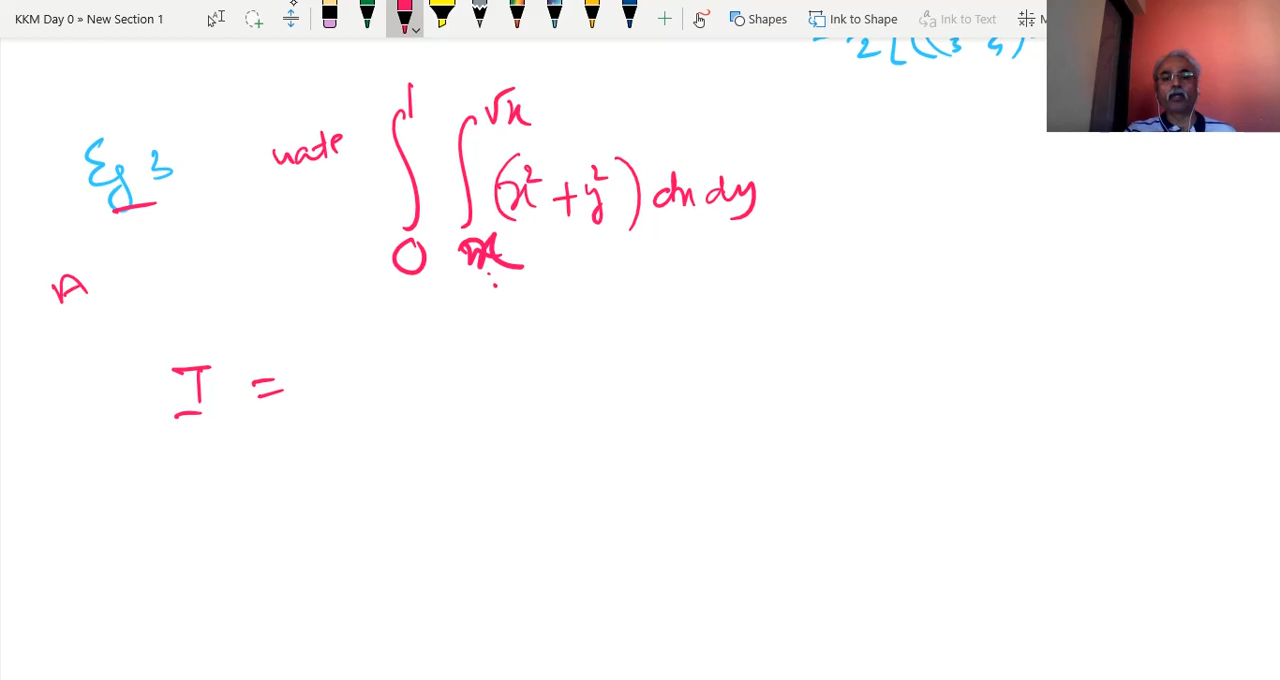 KKM Day 0 » New Section 1
Shapes
Ink to Shape
Ink to Text
M
Eg 3 uate ∫₀¹ ∫ₓ^√x (x² + y²) dx dy
A
I =